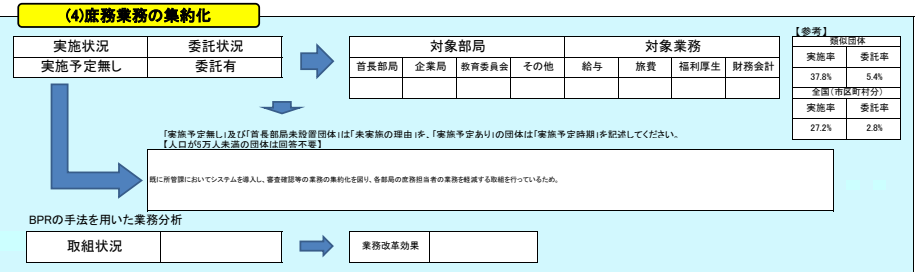 (4)庶務業務の集約化
実施状況 委託状況
実施予定無し 委託有
対象部局 対象業務
首長部局 企業局 教育委員会 その他 給与 旅費 福利厚生 財務会計
【参考】
類似団体
実施率 委託率
37.8% 5.4%
全国(市区町村分)
実施率 委託率
27.2% 2.8%
「実施予定無し」及び「首長部局未設置団体」は「未実施の理由」を、「実施予定あり」の団体は「実施予定時期」を記述してください。
【人口が5万人未満の団体は回答不要】
既に所管課においてシステムを導入し、審査確認等の業務の集約化を図り、各部局の庶務担当者の業務を軽減する取組を行っているため。
BPRの手法を用いた業務分析
取組状況
業務改革効果